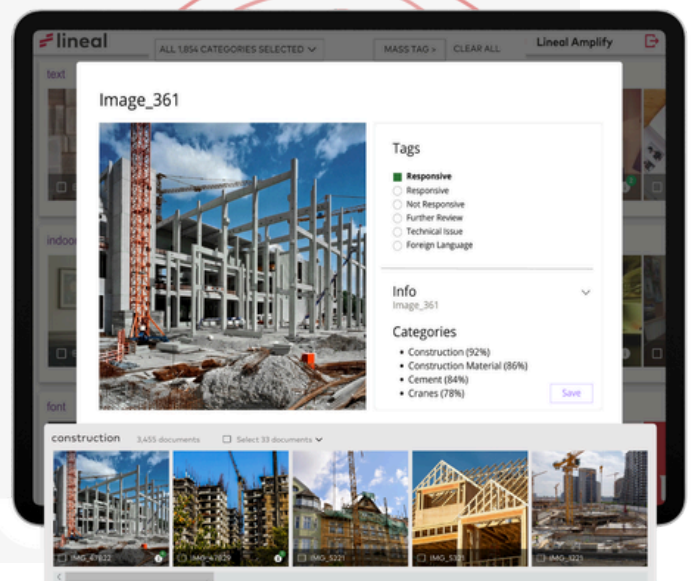 lineal
ALL 1,854 CATEGORIES SELECTED
MASS TAG »
CLEAR ALL
Lineal Amplify
text
Image_361
Tags
Responsive
Responsive
Not Responsive
Further Review
Technical Issue
Foreign Language
indoor
Info
Image_361
Categories
• Construction (92%)
• Construction Material (86%)
• Cement (84%)
• Cranes (78%)
Save
font
construction
3,455 documents
Select 33 documents
IMG_47822
IMG_47829
IMG_5221
IMG_5321
IMG_1221